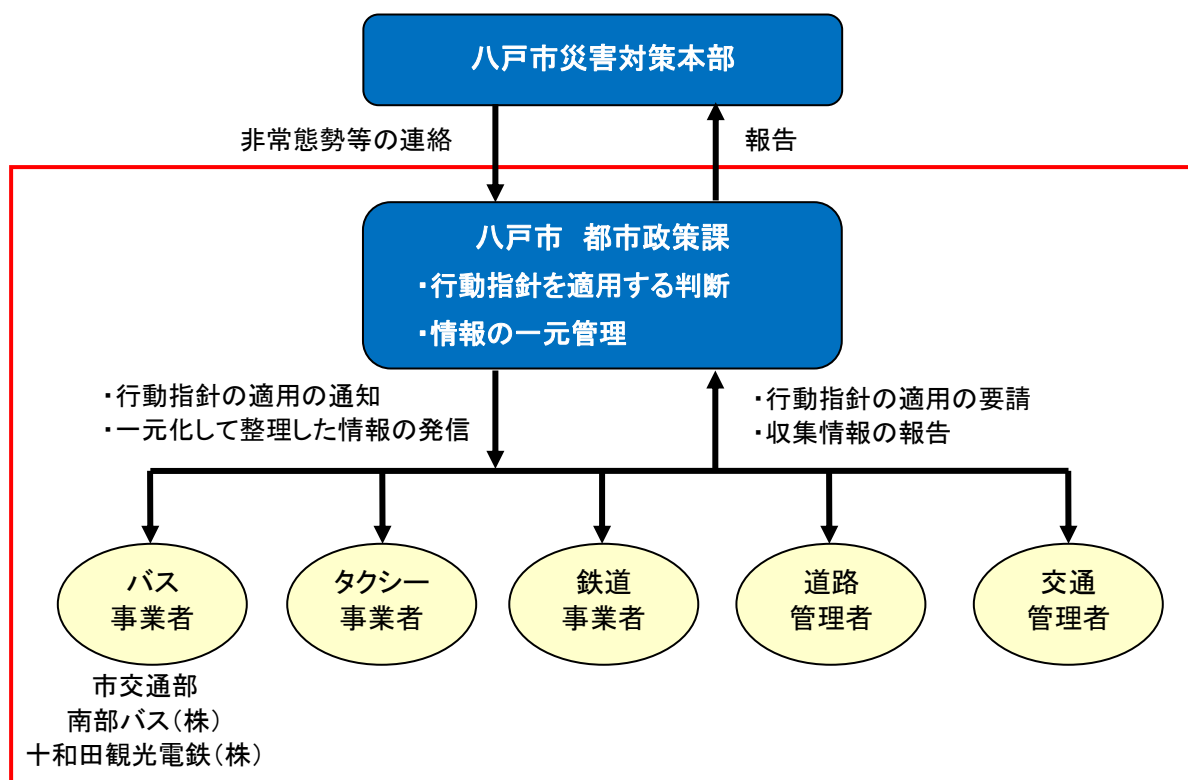 八戸市災害対策本部
非常態勢等の連絡
報告
八戸市　都市政策課
・行動指針を適用する判断
・情報の一元管理
・行動指針の適用の通知
・一元化して整理した情報の発信
・行動指針の適用の要請
・収集情報の報告
バス
事業者
タクシー
事業者
鉄道
事業者
道路
管理者
交通
管理者
市交通部
南部バス（株）
十和田観光電鉄（株）